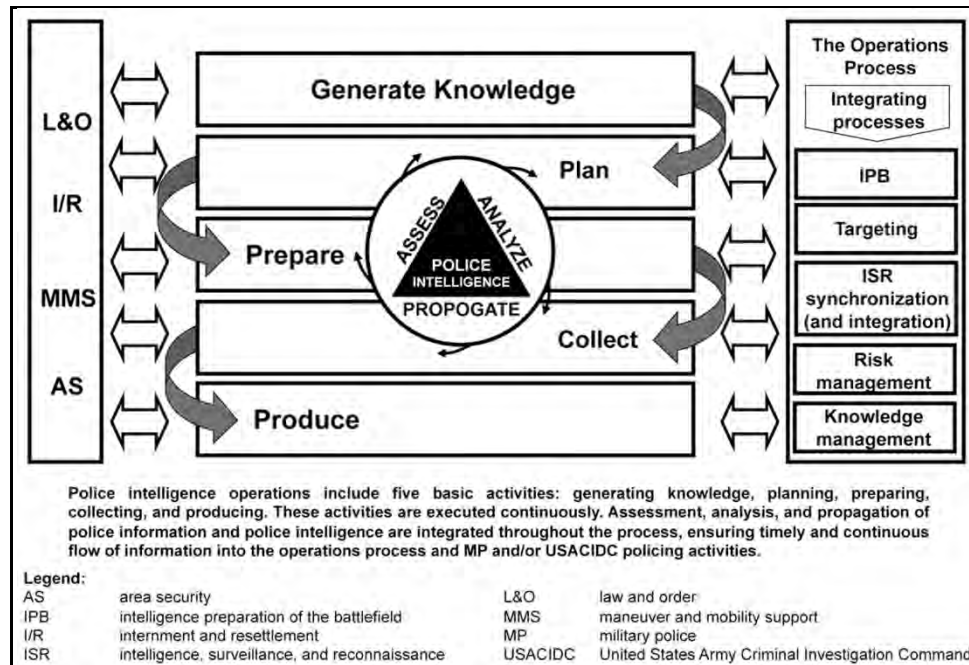 L&O
I/R
MMS
AS
Generate Knowledge
Plan
Prepare
Collect
Produce
ASSESS
ANALYZE
POLICE
INTELLIGENCE
PROPOGATE
The Operations
Process
Integrating
processes
IPB
Targeting
ISR
synchronization
(and integration)
Risk
management
Knowledge
management
Police intelligence operations include five basic activities: generating knowledge, planning, preparing,
collecting, and producing. These activities are executed continuously. Assessment, analysis, and propagation of
police information and police intelligence are integrated throughout the process, ensuring timely and continuous
flow of information into the operations process and MP and/or USACIDC policing activities.
Legend:
AS area security
IPB intelligence preparation of the battlefield
I/R internment and resettlement
ISR intelligence, surveillance, and reconnaissance
L&O law and order
MMS maneuver and mobility support
MP military police
USACIDC United States Army Criminal Investigation Command